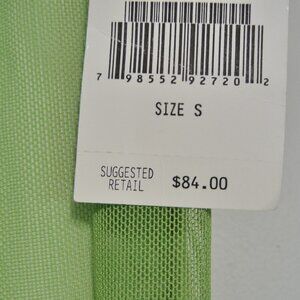 7 98552 92720 2
SIZE S
SUGGESTED
RETAIL $84.00